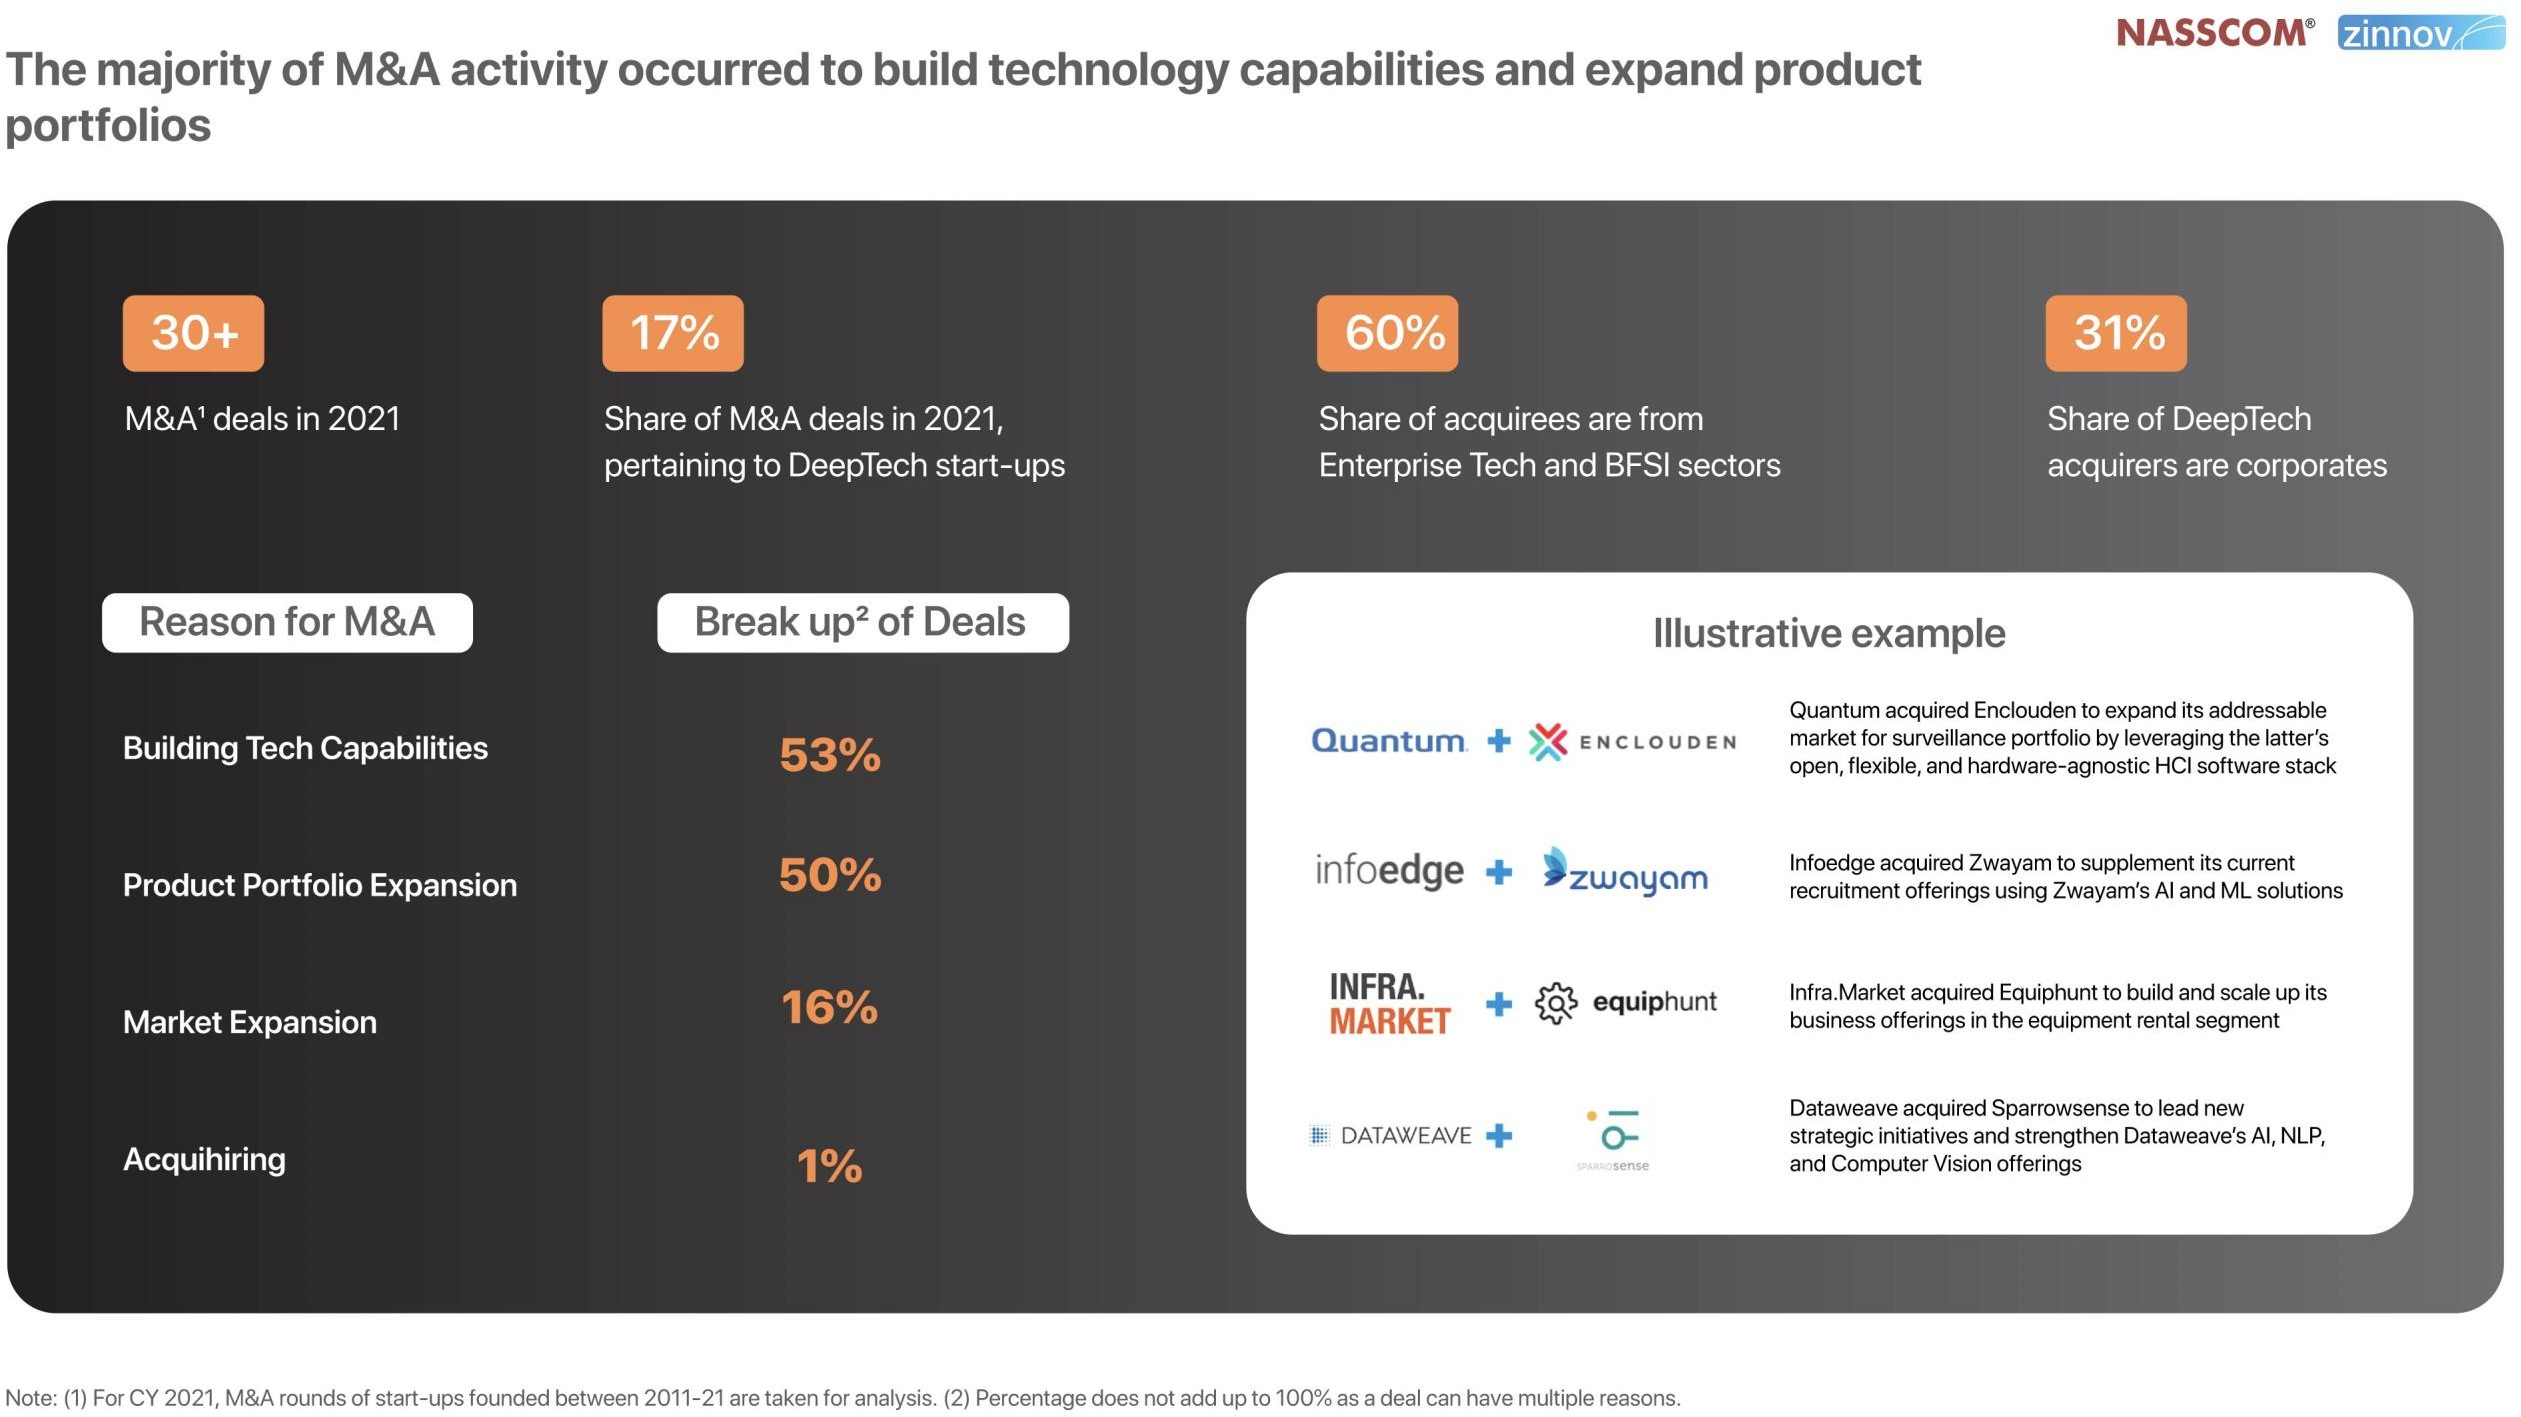 NASSCOM®
zinnov
The majority of M&A activity occurred to build technology capabilities and expand product
portfolios
30+
M&A¹ deals in 2021
17%
Share of M&A deals in 2021,
pertaining to DeepTech start-ups
60%
Share of acquirees are from
Enterprise Tech and BFSI sectors
31%
Share of DeepTech
acquirers are corporates
Reason for M&A
Break up² of Deals
Building Tech Capabilities
53%
Product Portfolio Expansion
50%
Market Expansion
16%
Acquihiring
1%
Illustrative example
Quantum. + ENCLOUDEN
Quantum acquired Enclouden to expand its addressable
market for surveillance portfolio by leveraging the latter's
open, flexible, and hardware-agnostic HCI software stack
infoedge + zwayam
Infoedge acquired Zwayam to supplement its current
recruitment offerings using Zwayam's AI and ML solutions
INFRA.
MARKET + equiphunt
Infra.Market acquired Equiphunt to build and scale up its
business offerings in the equipment rental segment
DATAWEAVE +
SPARROsense
Dataweave acquired Sparrowsense to lead new
strategic initiatives and strengthen Dataweave's AI, NLP,
and Computer Vision offerings
Note: (1) For CY 2021, M&A rounds of start-ups founded between 2011-21 are taken for analysis. (2) Percentage does not add up to 100% as a deal can have multiple reasons.